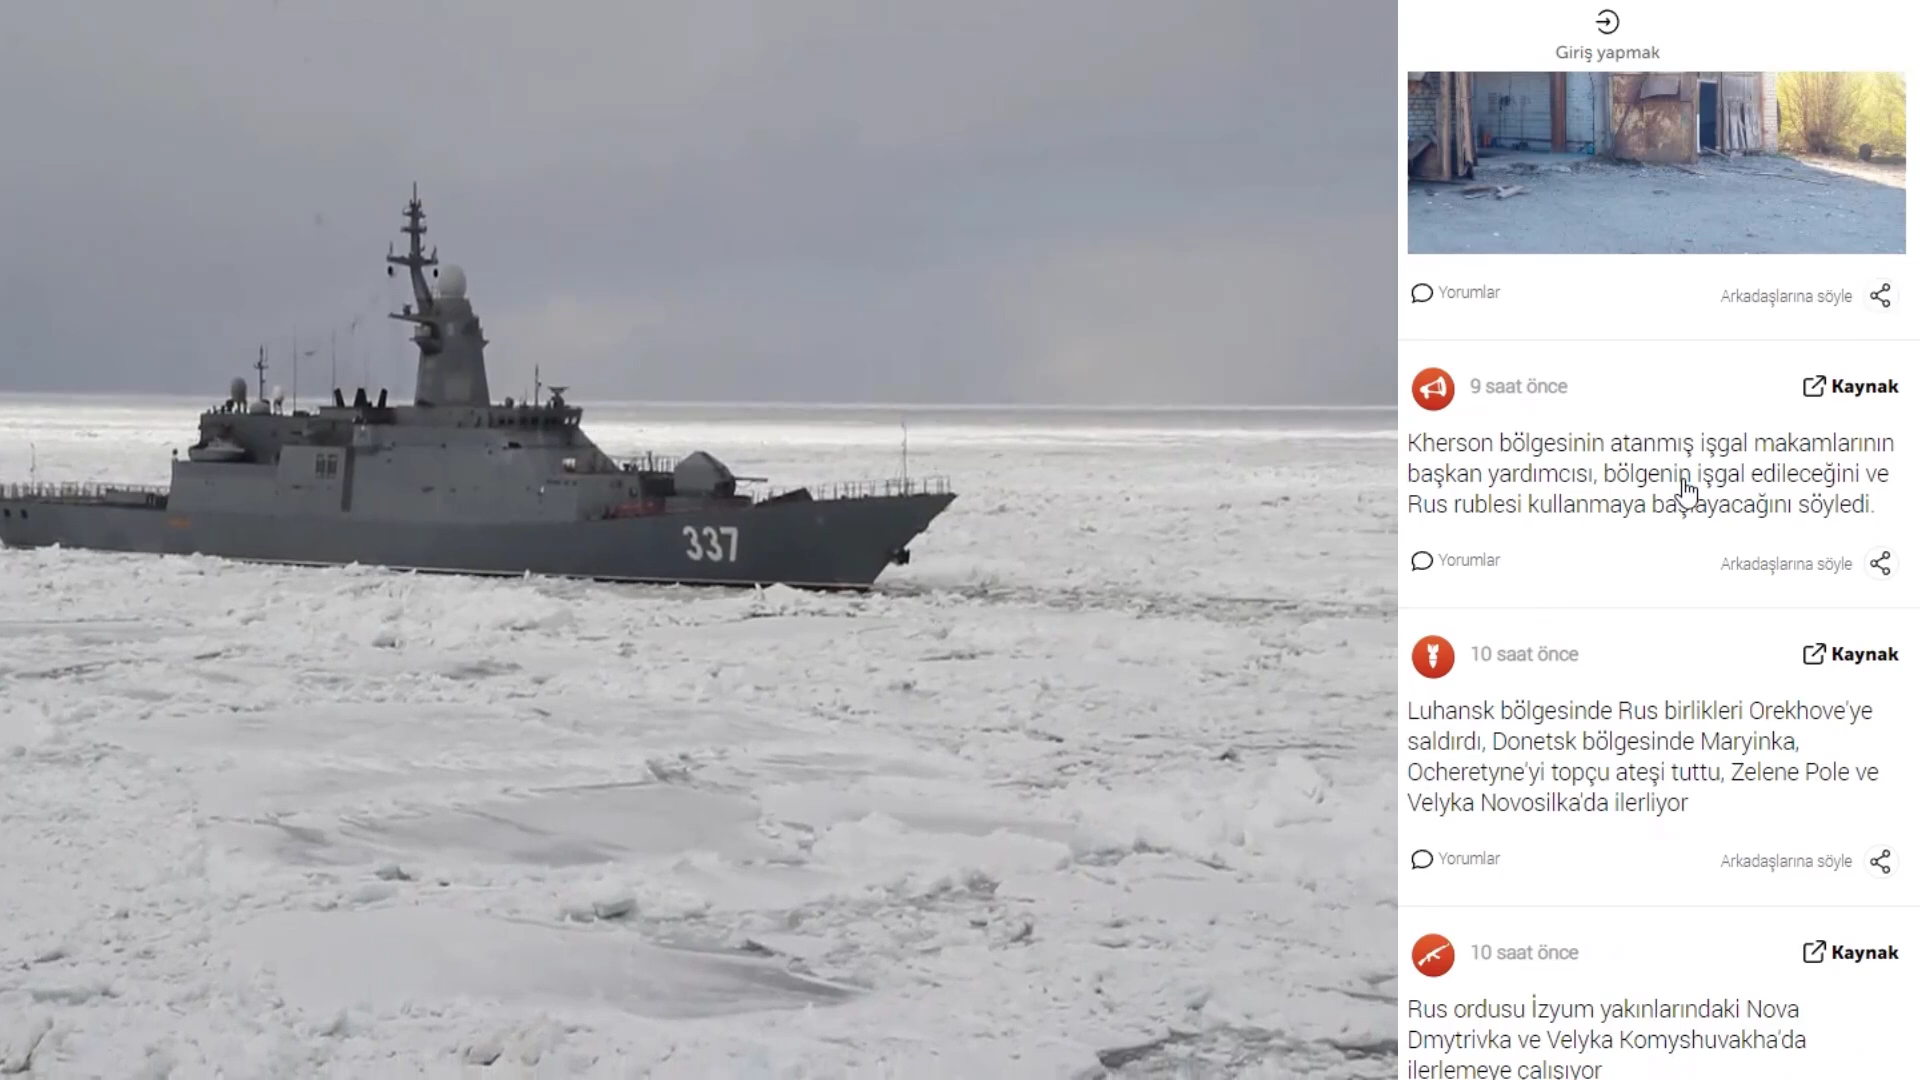 337
Giriş yapmak
Yorumlar
Arkadaşlarına söyle
9 saat önce
Kaynak
Kherson bölgesinin atanmış işgal makamlarının
başkan yardımcısı, bölgenin işgal edileceğini ve
Rus rublesi kullanmaya başlayacağını söyledi.
Yorumlar
Arkadaşlarına söyle
10 saat önce
Kaynak
Luhansk bölgesinde Rus birlikleri Orekhove'ye
saldırdı, Donetsk bölgesinde Maryinka,
Ocheretyne'yi topçu ateşi tuttu, Zelene Pole ve
Velyka Novosilka'da ilerliyor
Yorumlar
Arkadaşlarına söyle
10 saat önce
Kaynak
Rus ordusu İzyum yakınlarındaki Nova
Dmytrivka ve Velyka Komyshuvakha'da
ilerlemeye çalışıyor